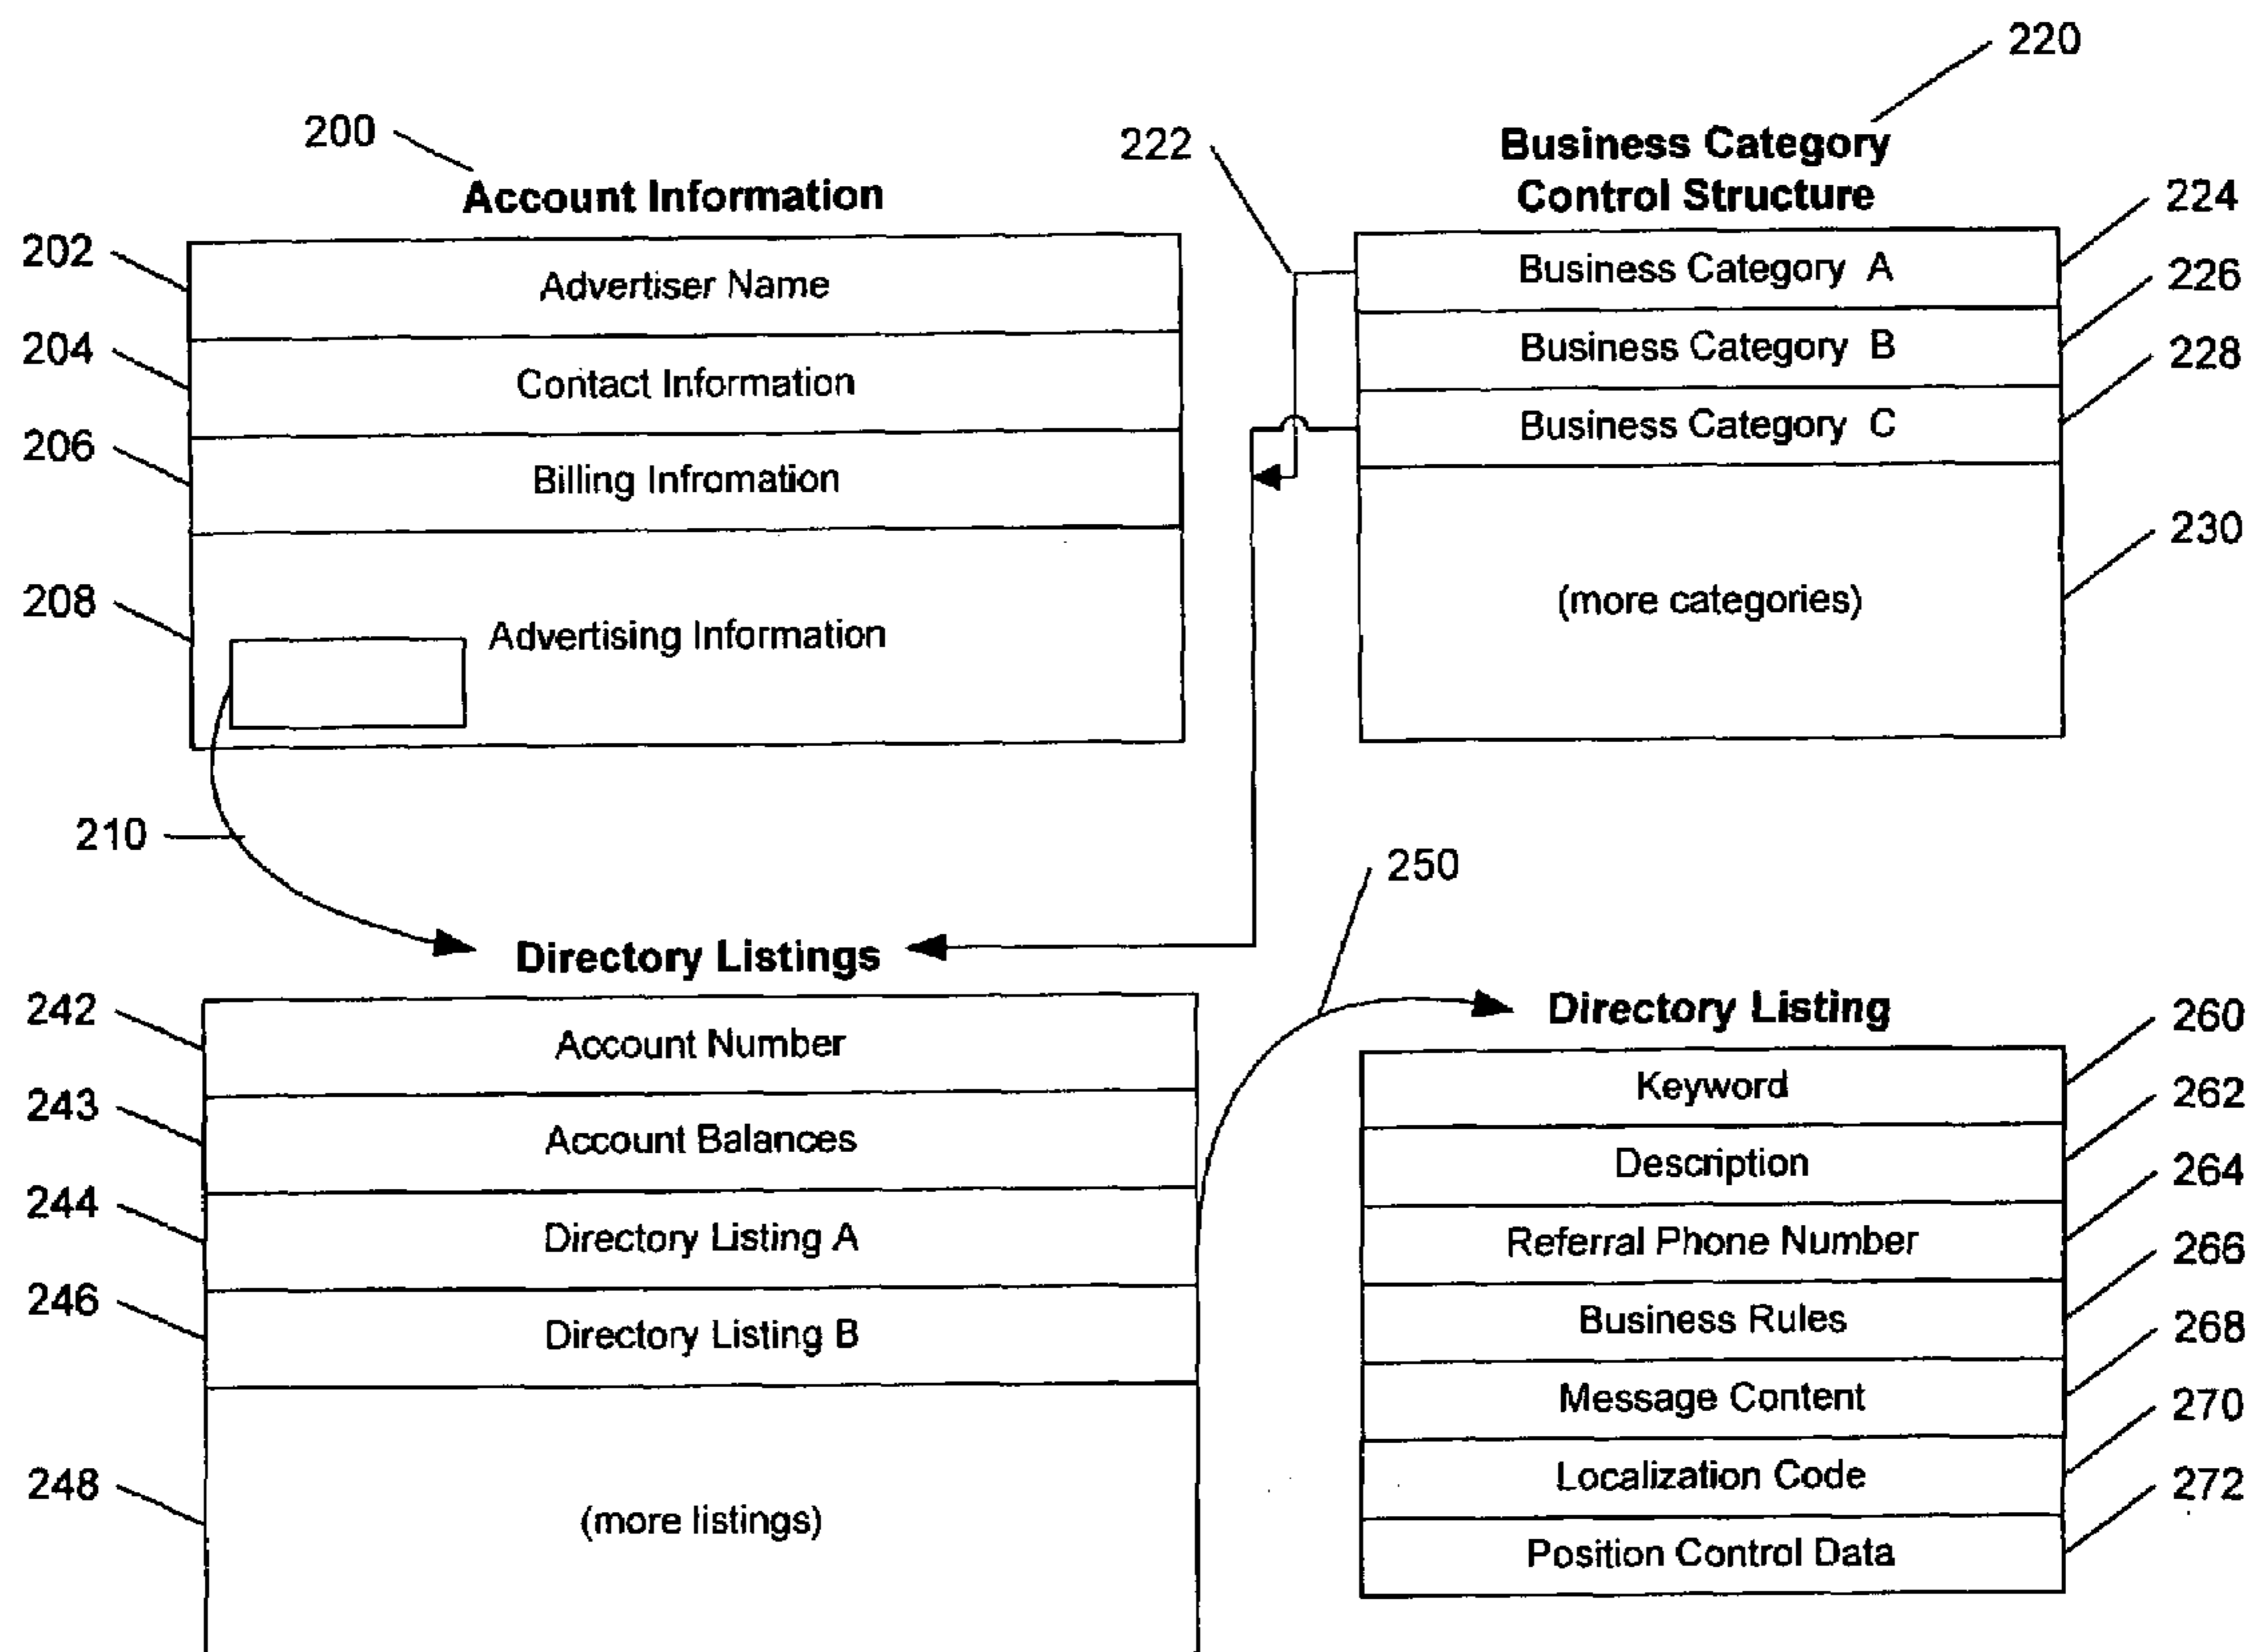 220
200
222
Business Category
Control Structure
Account Information
224
202
Advertiser Name
Business Category A
226
204
Contact Information
Business Category B
228
206
Billing Infromation
Business Category C
230
208
Advertising Information
(more categories)
210
250
Directory Listings
Directory Listing
242
Account Number
260
Keyword
243
Account Balances
262
Description
244
Directory Listing A
264
Referral Phone Number
246
Directory Listing B
266
Business Rules
268
Message Content
270
Localization Code
248
(more listings)
272
Position Control Data